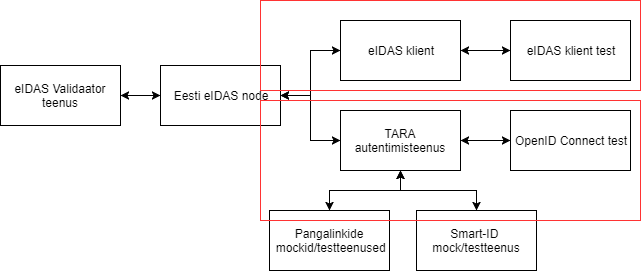 eIDAS Validaator
teenus
Eesti eIDAS node
eIDAS klient
eIDAS klient test
TARA
autentimisteenus
OpenID Connect test
Pangalinkide
mockid/testteenused
Smart-ID
mock/testteenus